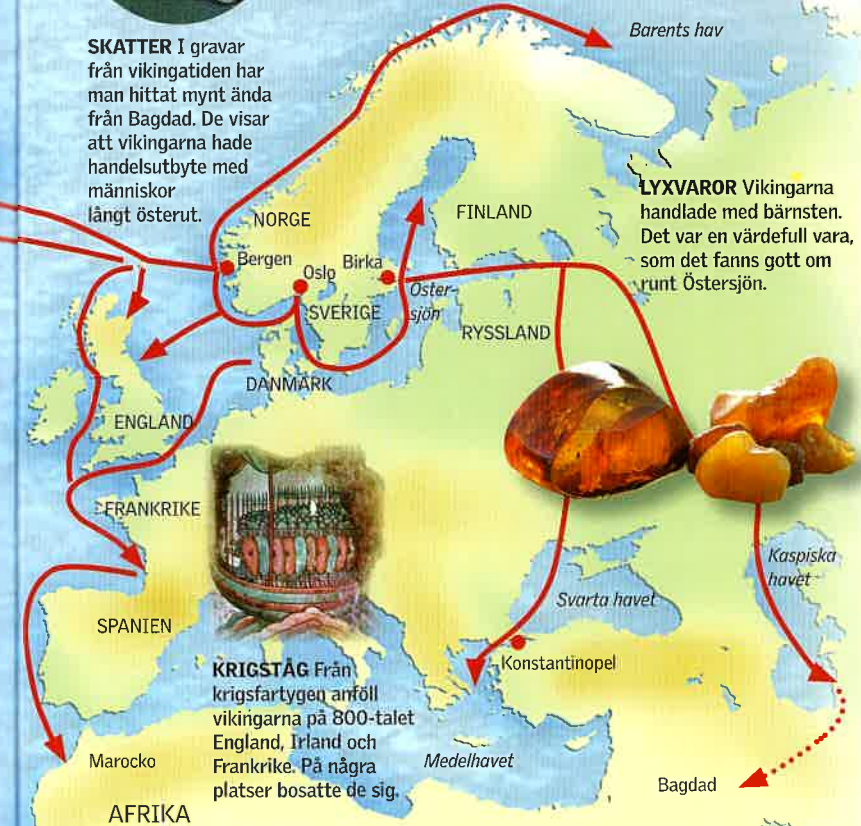 SKATTER I gravar
från vikingatiden har
man hittat mynt ända
från Bagdad. De visar
att vikingarna hade
handelsutbyte med
människor
långt österut.
Barents hav
LYXVAROR Vikingarna
handlade med bärnsten.
Det var en värdefull vara,
som det fanns gott om
runt Östersjön.
NORGE
FINLAND
Bergen
Oslo
Birka
Öster-
sjön
SVERIGE
RYSSLAND
DANMARK
ENGLAND
FRANKRIKE
Kaspiska
havet
Svarta havet
SPANIEN
Konstantinopel
KRIGSTÅG Från
krigsfartygen anföll
vikingarna på 800-talet
England, Irland och
Frankrike. På några
platser bosatte de sig.
Marocko
Medelhavet
Bagdad
AFRIKA